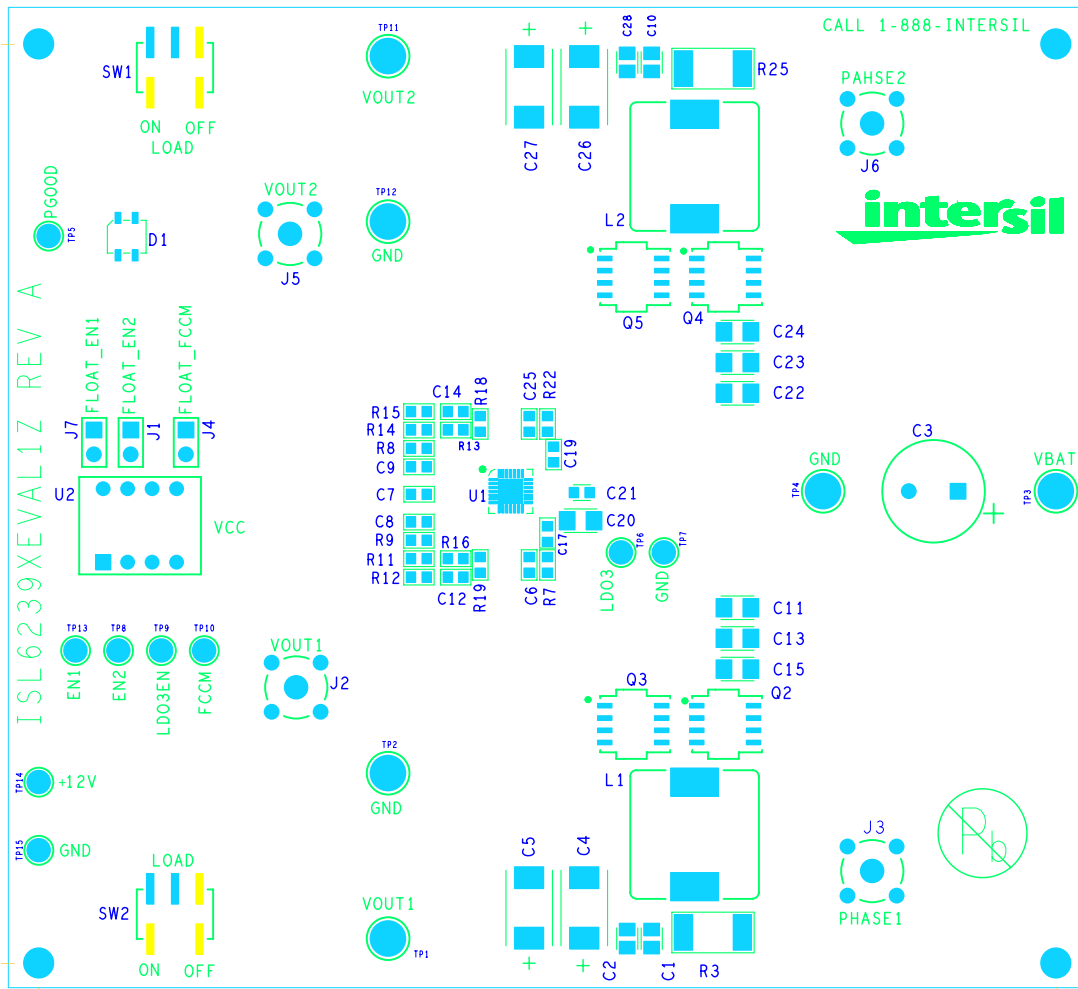 CALL 1-888-INTERSIL
SW1
ON
OFF
LOAD
TP11
VOUT2
+
+
C28
C10
R25
C27
C26
PAHSE2
J6
intersil
PGOOD
TP5
D1
VOUT2
J5
TP12
GND
L2
Q5
Q4
C24
C23
C22
ISL6239XEVAL1Z REV A
FLOAT_EN1
FLOAT_EN2
FLOAT_FCCM
J7
J1
J4
U2
VCC
C14
R18
C25
R22
R15
R14
R13
R8
C9
C19
C7
U1
C21
C8
C20
R9
C17
R16
R11
R12
C12
R19
C6
R7
TP6
LDO3
TP7
GND
GND
TP4
C3
+
VBAT
TP3
C11
C13
C15
TP13
EN1
TP8
EN2
TP9
LDO3EN
TP10
FCCM
VOUT1
J2
Q3
Q2
TP2
GND
L1
TP14
+12V
TP15
GND
LOAD
SW2
ON
OFF
VOUT1
TP1
C5
C4
+
+
C2
C1
R3
J3
PHASE1
Pb